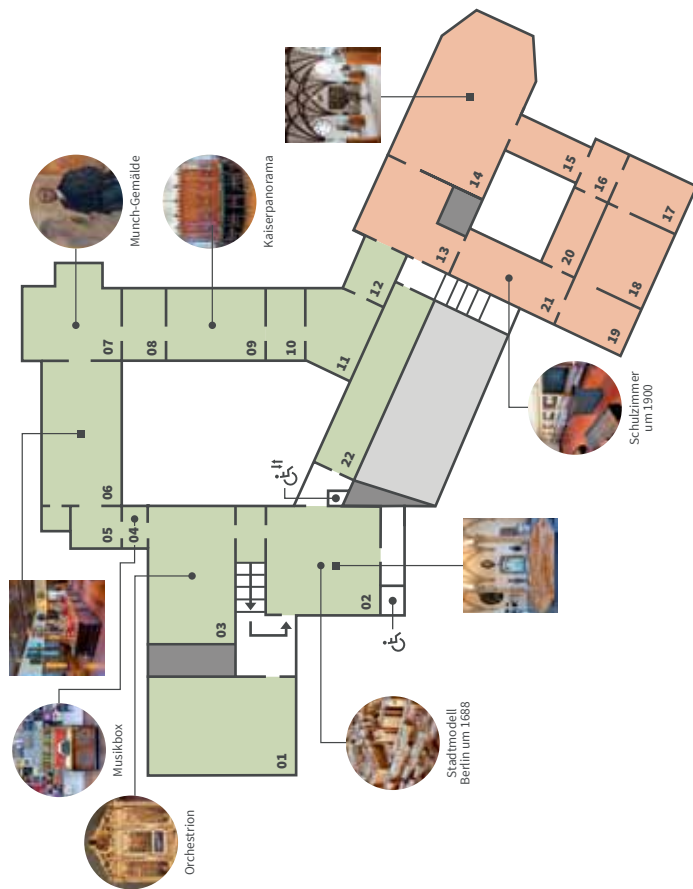 Munch-Gemälde
Kaiserpanorama
Musikbox
Orchestrion
Stadtmodell
Berlin um 1688
Schulzimmer
um 1900
01
02
03
04
05
06
07
08
09
10
11
12
13
14
15
16
17
18
19
20
21
22